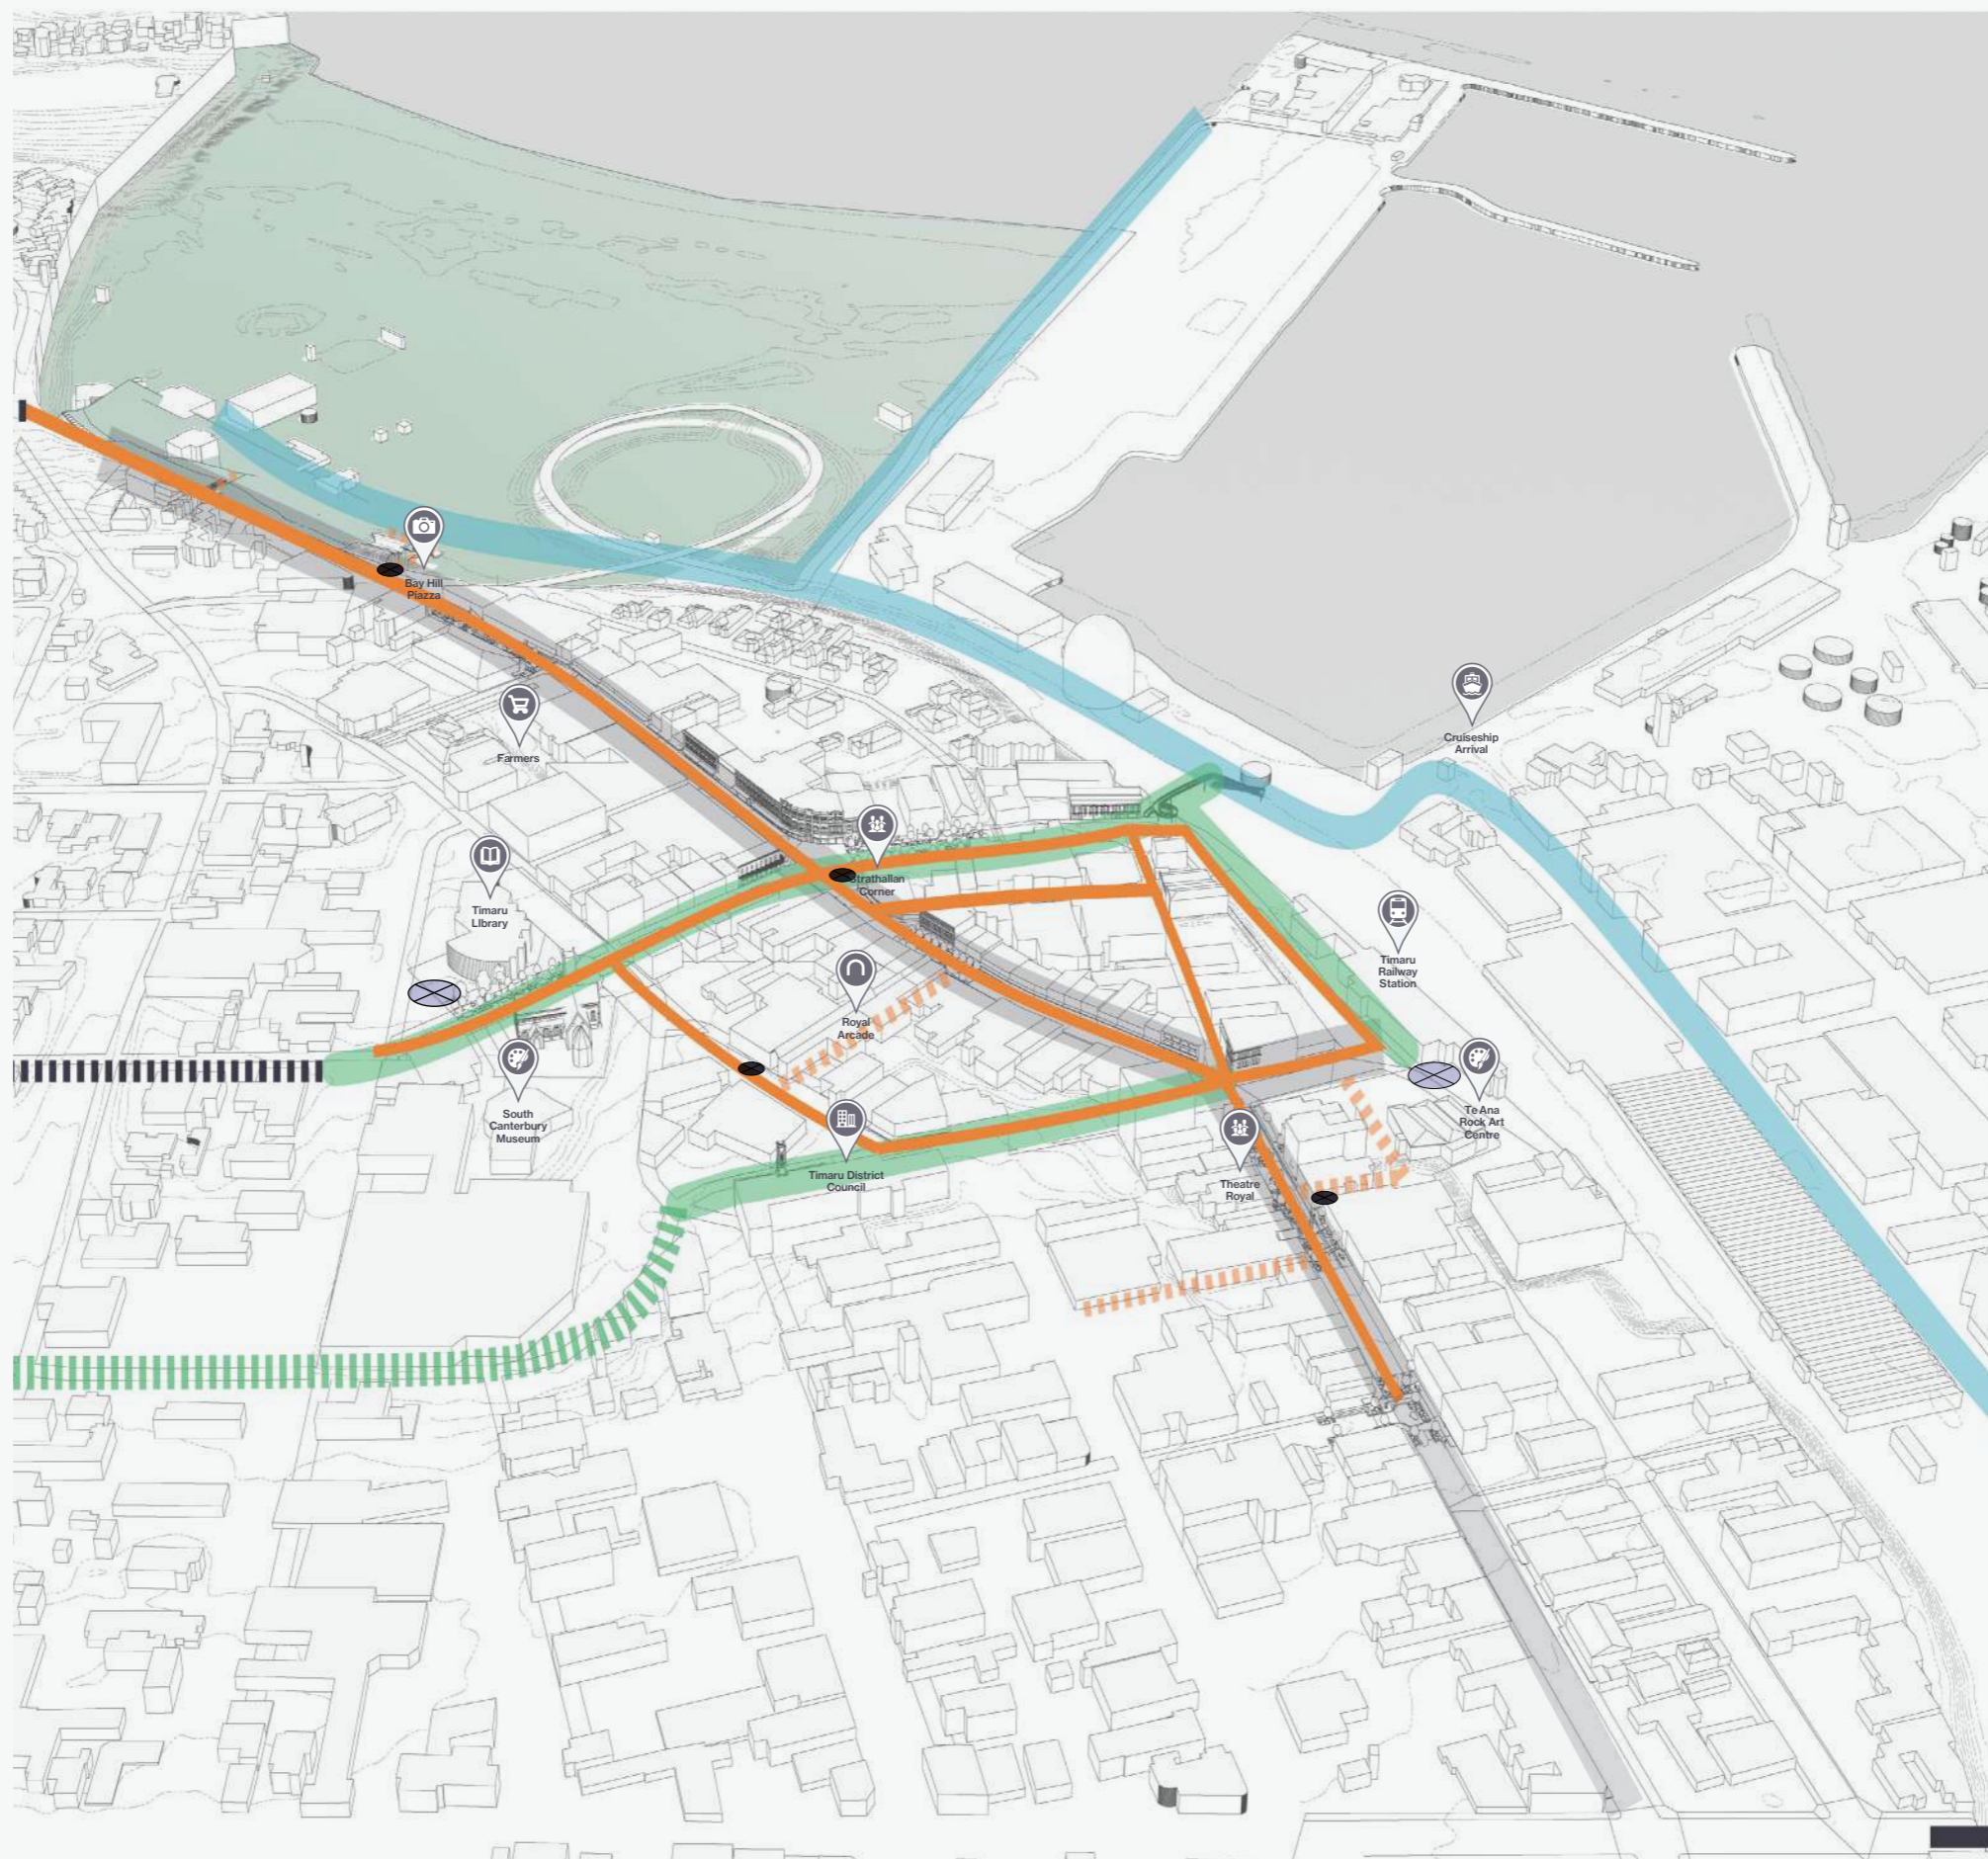 Bay Hill
Piazza
Cruiseship
Arrival
Farmers
Strathallan
Corner
Timaru
Library
Timaru
Railway
Station
Royal
Arcade
South
Canterbury
Museum
Te Ana
Rock Art
Centre
Timaru District
Council
Theatre
Royal